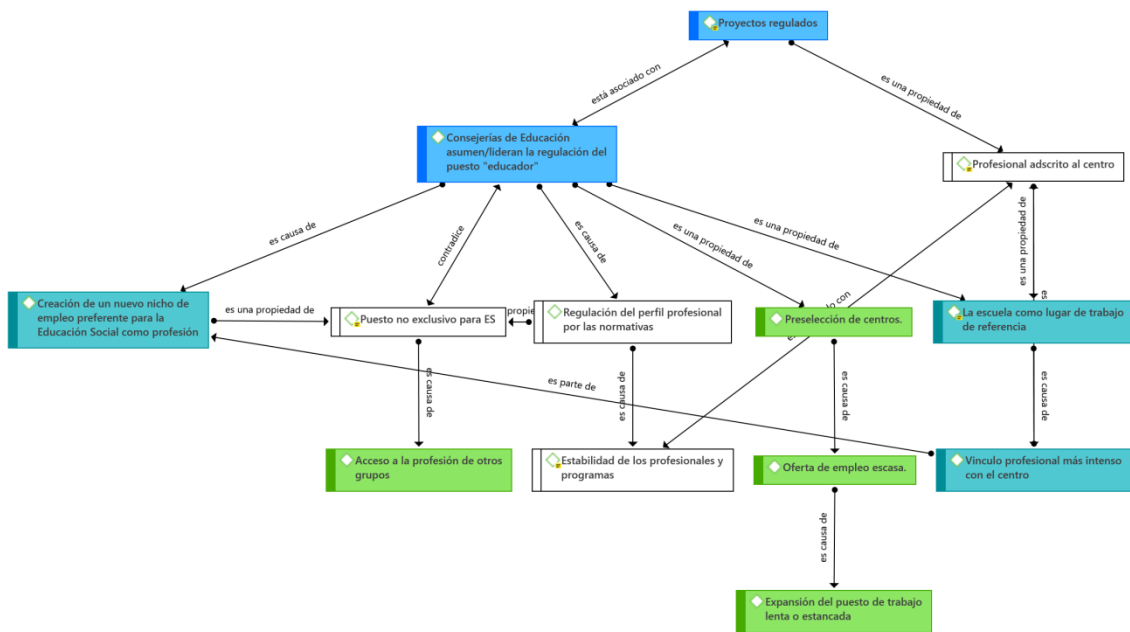 Proyectos regulados
está asociado con
es una propiedad de
Consejerías de Educación
asumen/lideran la regulación del
puesto "educador"
Profesional adscrito al centro
es causa de
contradice
es causa de
es una propiedad de
es una propiedad de
es una propiedad de
Creación de un nuevo nicho de
empleo preferente para la
Educación Social como profesión
es una propiedad de
Puesto no exclusivo para ES
Regulación del perfil profesional
por las normativas
Preselección de centros.
La escuela como lugar de trabajo
de referencia
es causa de
es causa de
es parte de
es causa de
es causa de
Acceso a la profesión de otros
grupos
Estabilidad de los profesionales y
programas
Oferta de empleo escasa.
Vinculo profesional más intenso
con el centro
es causa de
Expansión del puesto de trabajo
lenta o estancada